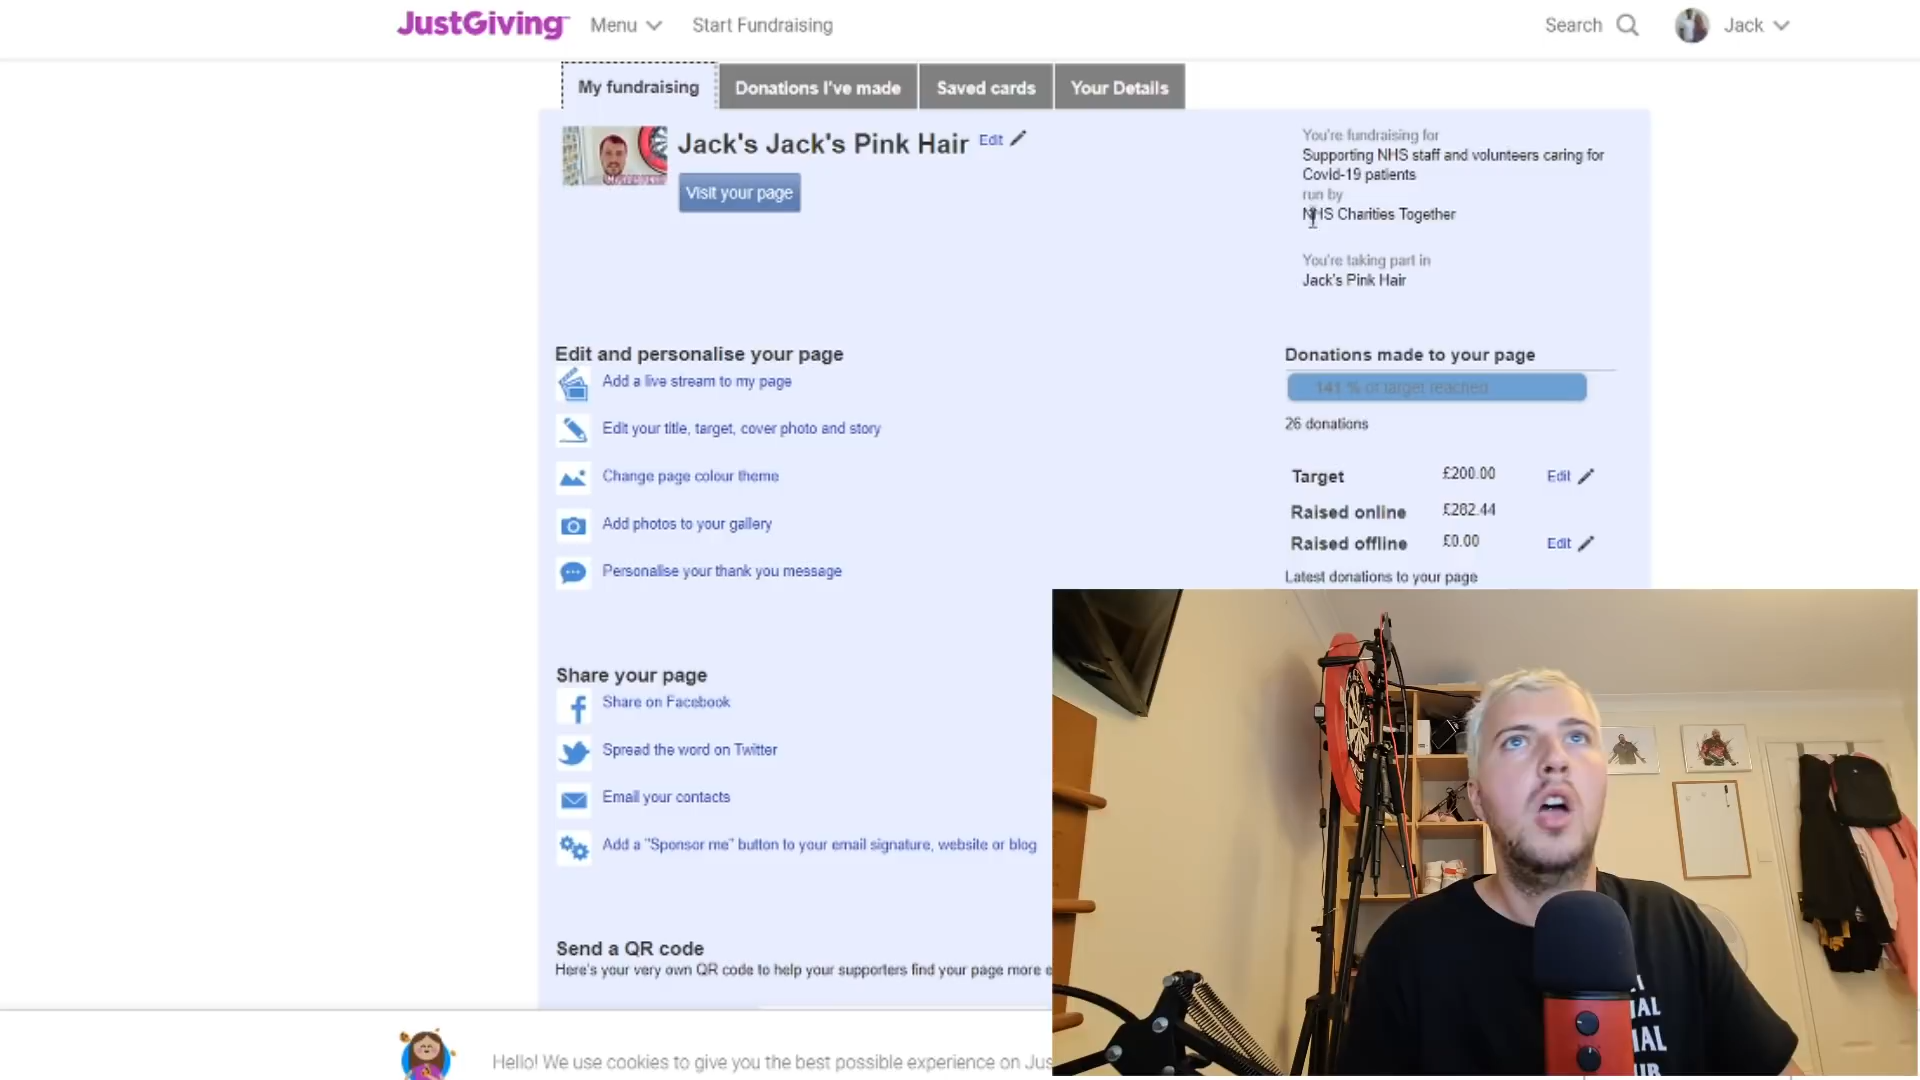 JustGiving Menu Start Fundraising Search Jack
My fundraising Donations I've made Saved cards Your Details
Jack's Jack's Pink Hair Edit
Visit your page
You're fundraising for
Supporting NHS staff and volunteers caring for
Covid-19 patients
run by
NHS Charities Together
You're taking part in
Jack's Pink Hair
Edit and personalise your page
Add a live stream to my page
Edit your title, target, cover photo and story
Change page colour theme
Add photos to your gallery
Personalise your thank you message
Donations made to your page
141 % of target reached
26 donations
Target £200.00 Edit
Raised online £282.44
Raised offline £0.00 Edit
Latest donations to your page
Share your page
Share on Facebook
Spread the word on Twitter
Email your contacts
Add a "Sponsor me" button to your email signature, website or blog
Send a QR code
Here's your very own QR code to help your supporters find your page more
Hello! We use cookies to give you the best possible experience on Jus
IAL
IAL
UB